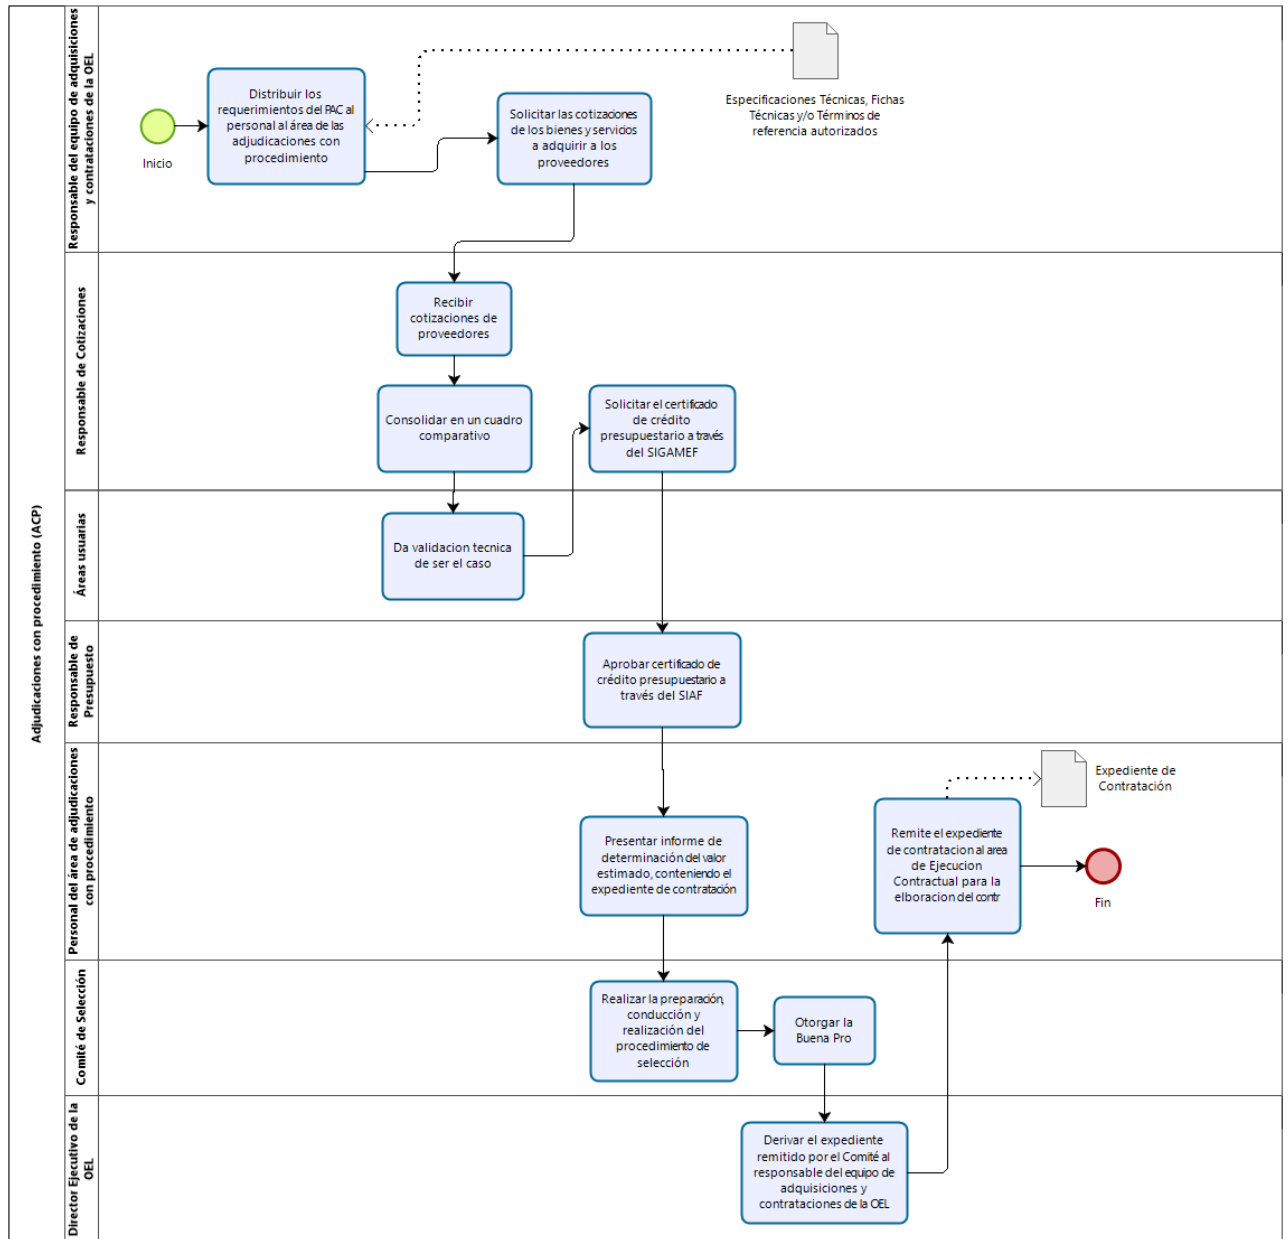 Adjudicaciones con procedimiento (ACP)
Responsable del equipo de adquisiciones
y contrataciones de la OEL
Inicio
Distribuir los
requerimientos del PAC al
personal al área de las
adjudicaciones con
procedimiento
Solicitar las cotizaciones
de los bienes y servicios
a adquirir a los
proveedores
Especificaciones Técnicas, Fichas
Técnicas y/o Términos de
referencia autorizados
Responsable de Cotizaciones
Recibir
cotizaciones de
proveedores
Consolidar en un cuadro
comparativo
Solicitar el certificado
de crédito
presupuestario a través
del SIGAMEF
Áreas usuarias
Da validacion tecnica
de ser el caso
Responsable de
Presupuesto
Aprobar certificado de
crédito presupuestario a
través del SIAF
Personal del área de adjudicaciones
con procedimiento
Presentar informe de
determinación del valor
estimado, conteniendo el
expediente de contratación
Remite el expediente
de contratacion al area
de Ejecucion
Contractual para la
elboracion del contr
Expediente de
Contratación
Fin
Comité de Selección
Realizar la preparación,
conducción y
realización del
procedimiento de
selección
Otorgar la
Buena Pro
Director Ejecutivo de la
OEL
Derivar el expediente
remitido por el Comité al
responsable del equipo de
adquisiciones y
contrataciones de la OEL